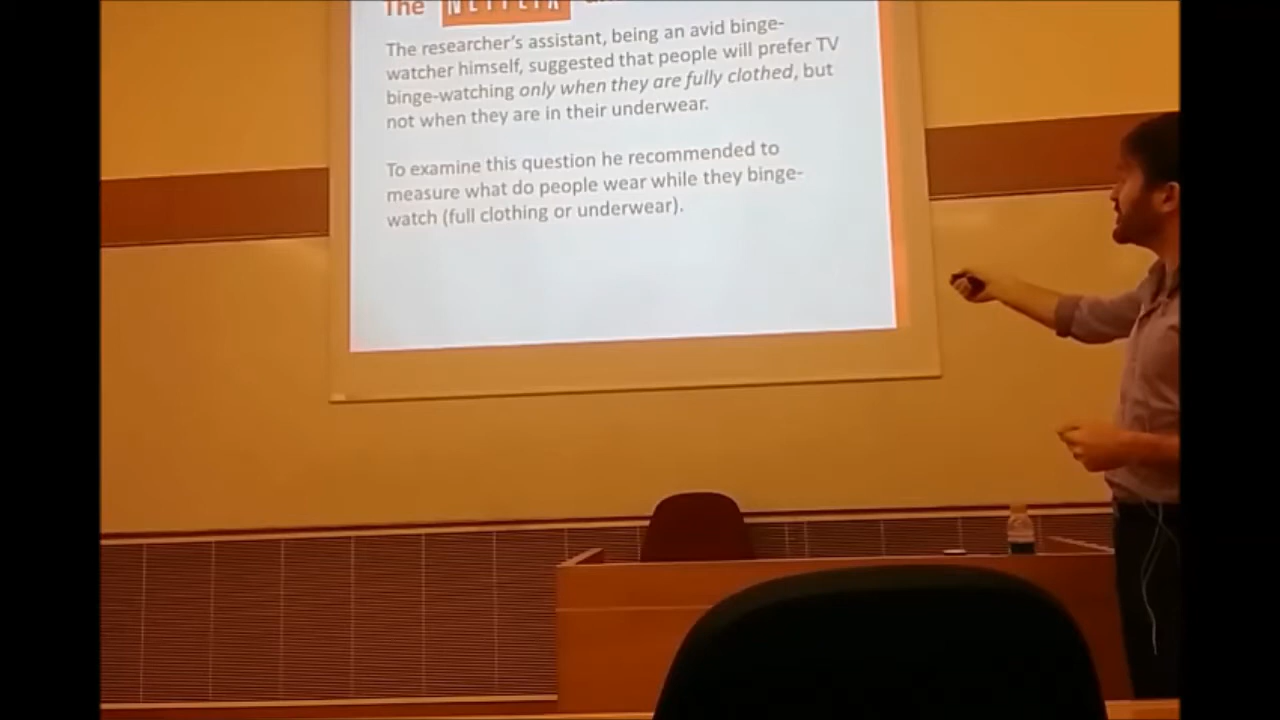 The NETFLIX
The researcher's assistant, being an avid binge-
watcher himself, suggested that people will prefer TV
binge-watching only when they are fully clothed, but
not when they are in their underwear.
To examine this question he recommended to
measure what do people wear while they binge-
watch (full clothing or underwear).